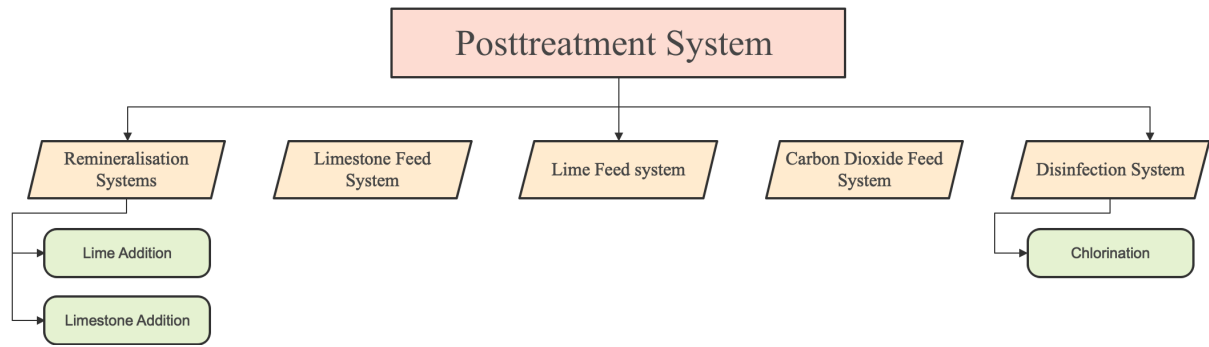 Posttreatment System
Remineralisation
Systems
Limestone Feed
System
Lime Feed system
Carbon Dioxide Feed
System
Disinfection System
Lime Addition
Chlorination
Limestone Addition